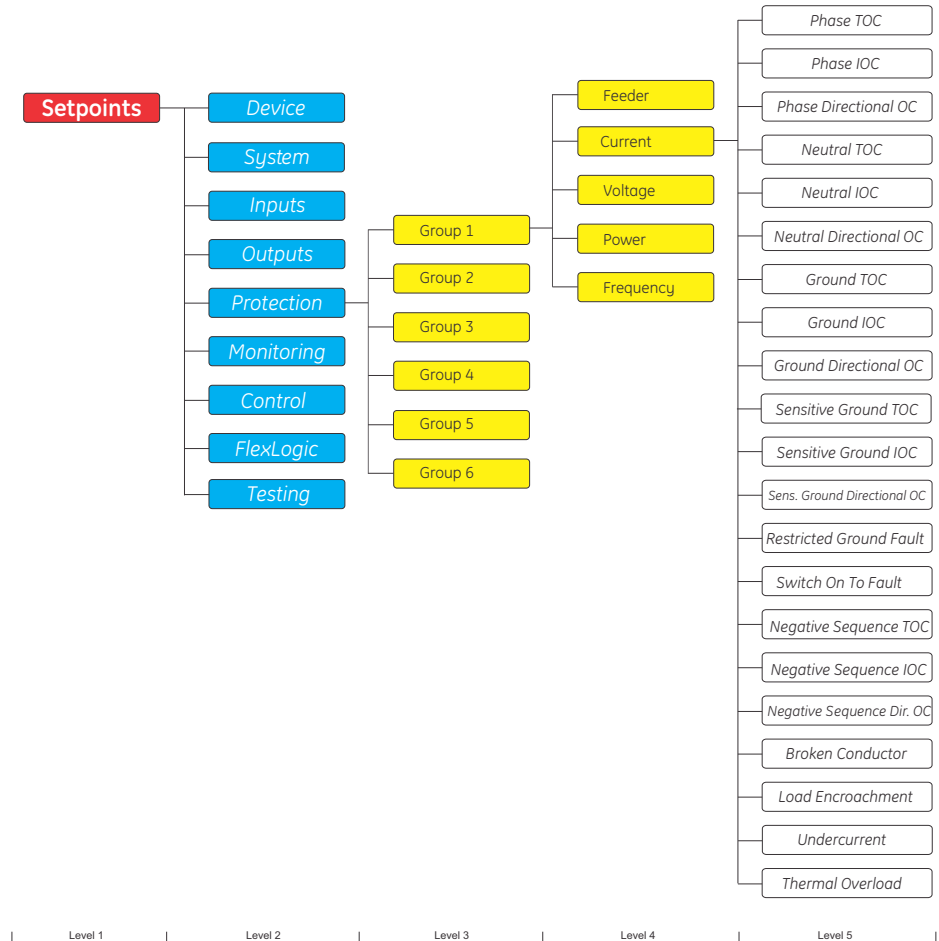 Setpoints
Device
System
Inputs
Outputs
Protection
Monitoring
Control
FlexLogic
Testing
Group 1
Group 2
Group 3
Group 4
Group 5
Group 6
Feeder
Current
Voltage
Power
Frequency
Phase TOC
Phase IOC
Phase Directional OC
Neutral TOC
Neutral IOC
Neutral Directional OC
Ground TOC
Ground IOC
Ground Directional OC
Sensitive Ground TOC
Sensitive Ground IOC
Sens. Ground Directional OC
Restricted Ground Fault
Switch On To Fault
Negative Sequence TOC
Negative Sequence IOC
Negative Sequence Dir. OC
Broken Conductor
Load Encroachment
Undercurrent
Thermal Overload
| Level 1 | Level 2 | Level 3 | Level 4 | Level 5 |